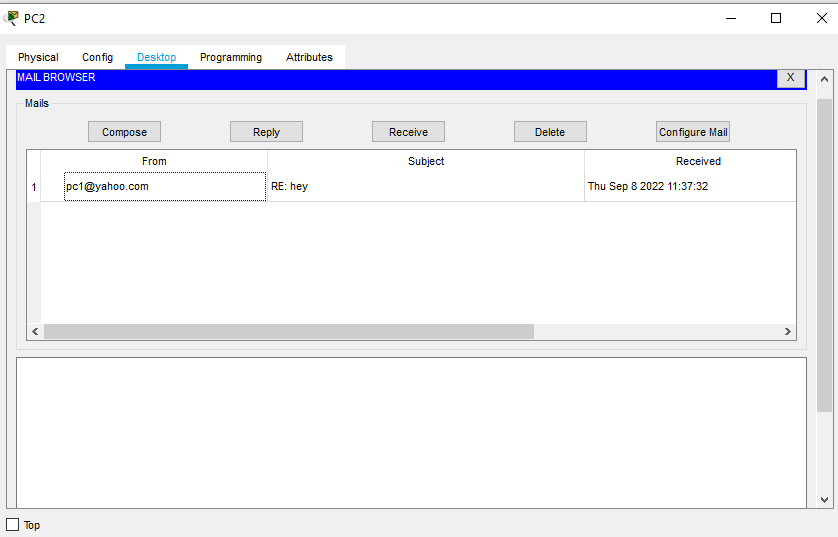 PC2
Physical Config Desktop Programming Attributes
MAIL BROWSER X
Mails
Compose Reply Receive Delete Configure Mail
From Subject Received
1 pc1@yahoo.com RE: hey Thu Sep 8 2022 11:37:32
Top